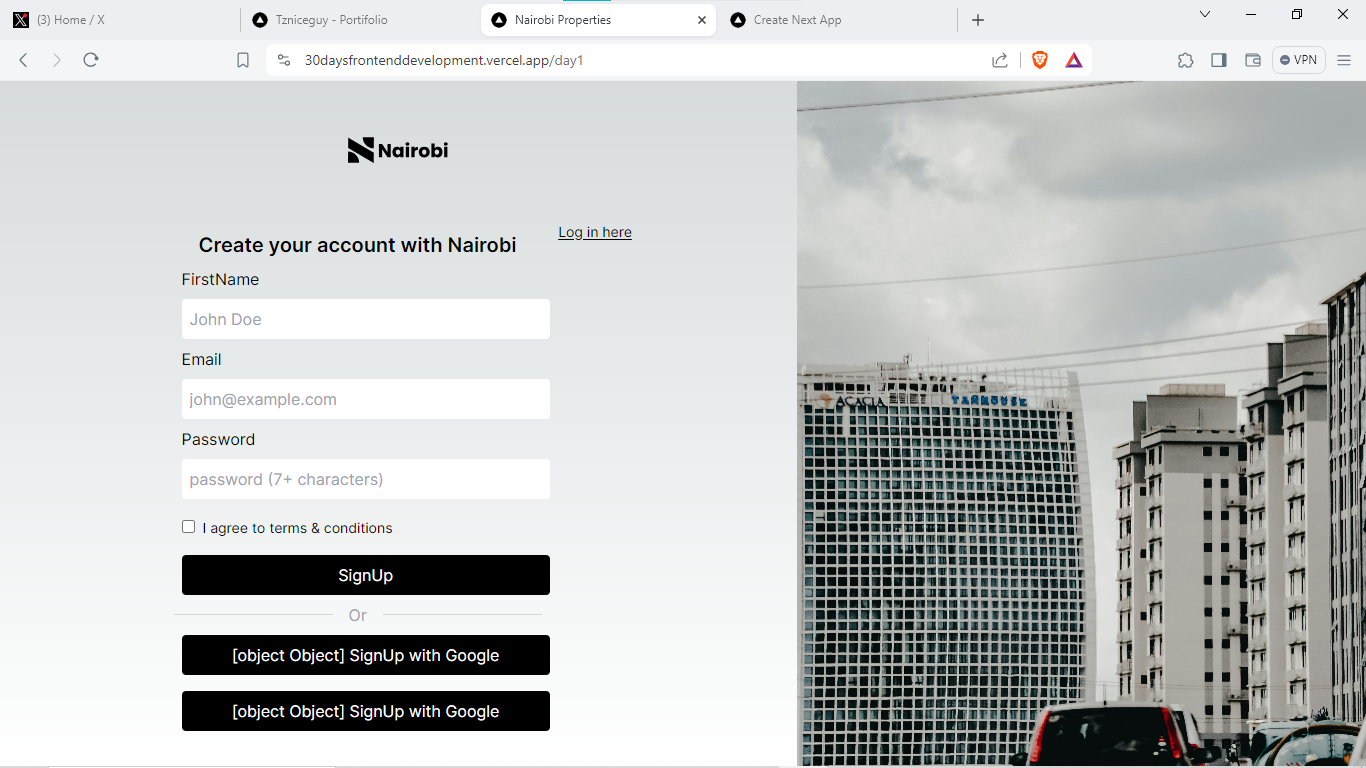 (3) Home / X
Tzniceguy - Portifolio
Nairobi Properties
Create Next App
30daysfrontenddevelopment.vercel.app/day1
VPN
Nairobi
Log in here
Create your account with Nairobi
FirstName
John Doe
Email
john@example.com
Password
password (7+ characters)
I agree to terms & conditions
SignUp
Or
[object Object] SignUp with Google
[object Object] SignUp with Google
ACACIA
TANHOUSE